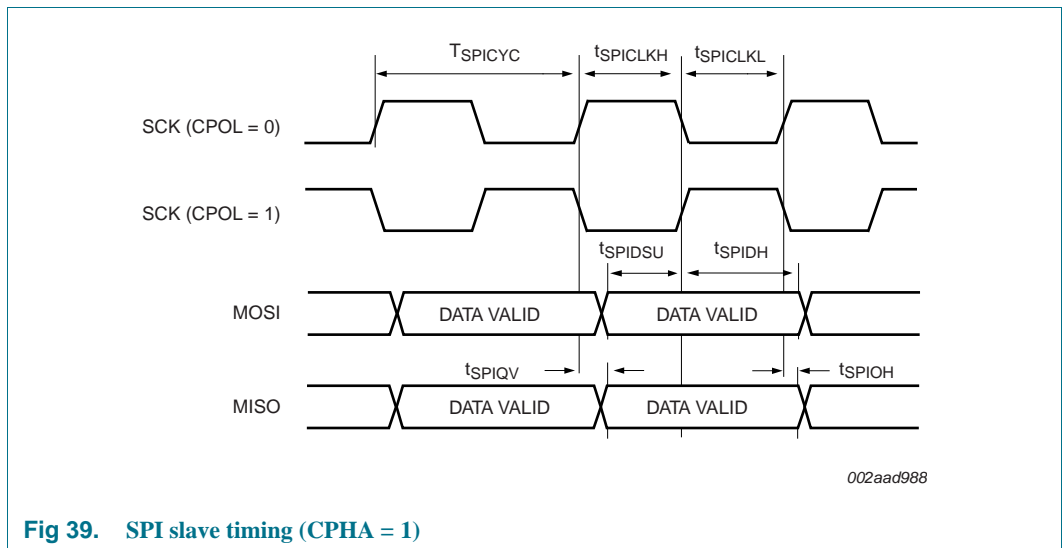 TSPICYC tSPICLKH tSPICLKL
SCK (CPOL = 0)
SCK (CPOL = 1)
tSPIDSU tSPIDH
MOSI DATA VALID DATA VALID
tSPIQV tSPIOH
MISO DATA VALID DATA VALID
002aad988
Fig 39. SPI slave timing (CPHA = 1)